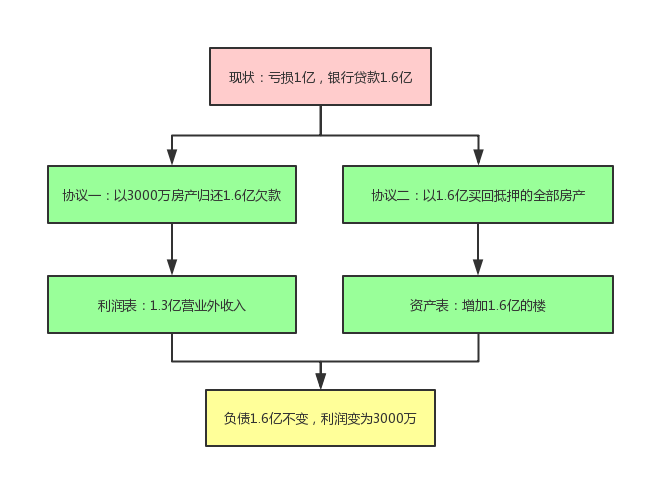 现状：亏损1亿，银行贷款1.6亿
协议一：以3000万房产归还1.6亿欠款
协议二：以1.6亿买回抵押的全部房产
利润表：1.3亿营业外收入
资产表：增加1.6亿的楼
负债1.6亿不变，利润变为3000万